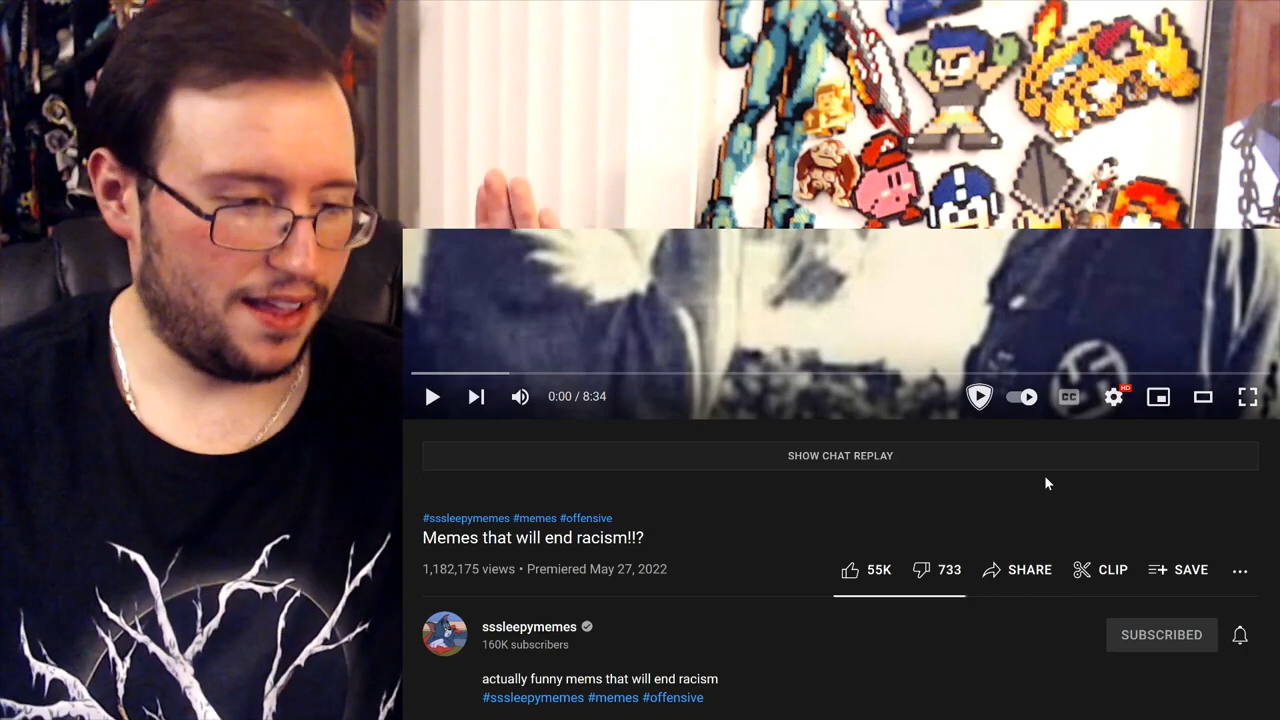 0:00 / 8:34
CC
HD
SHOW CHAT REPLAY
#sssleepymemes #memes #offensive
Memes that will end racism!!?
1,182,175 views • Premiered May 27, 2022
55K
733
SHARE
CLIP
SAVE
sssleepymemes
160K subscribers
SUBSCRIBED
actually funny mems that will end racism
#sssleepymemes #memes #offensive